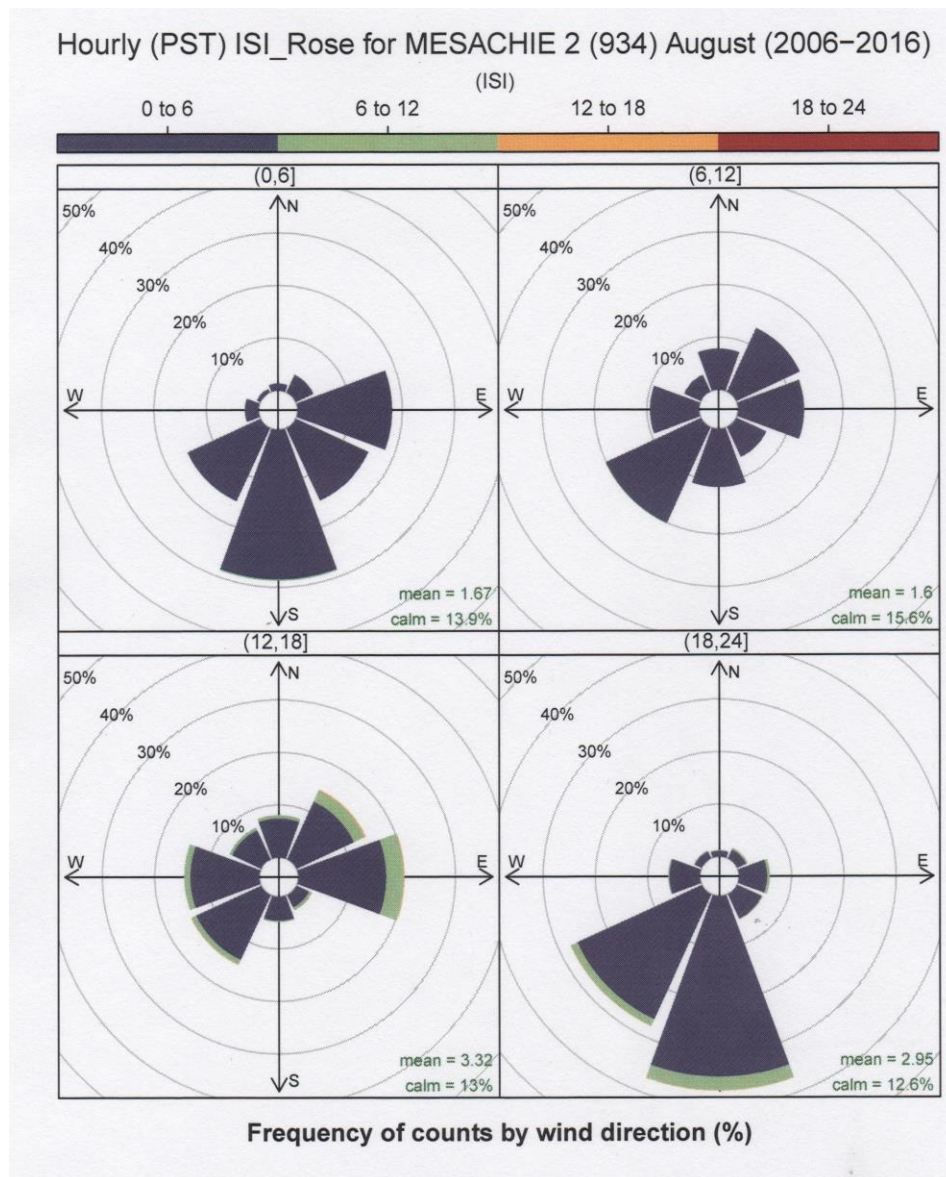 Hourly (PST) ISI_Rose for MESACHIE 2 (934) August (2006−2016)
(ISI)
0 to 6 6 to 12 12 to 18 18 to 24
(0,6]
50%
40%
30%
20%
10%
N
W
E
S
mean = 1.67
calm = 13.9%
(6,12]
50%
40%
30%
20%
10%
N
W
E
S
mean = 1.6
calm = 15.6%
(12,18]
50%
40%
30%
20%
10%
N
W
E
S
mean = 3.32
calm = 13%
(18,24]
50%
40%
30%
20%
10%
N
W
E
S
mean = 2.95
calm = 12.6%
Frequency of counts by wind direction (%)